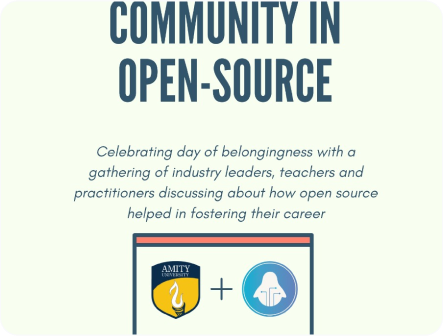 COMMUNITY IN
OPEN-SOURCE
Celebrating day of belongingness with a
gathering of industry leaders, teachers and
practitioners discussing about how open source
helped in fostering their career
AMITY
UNIVERSITY
+